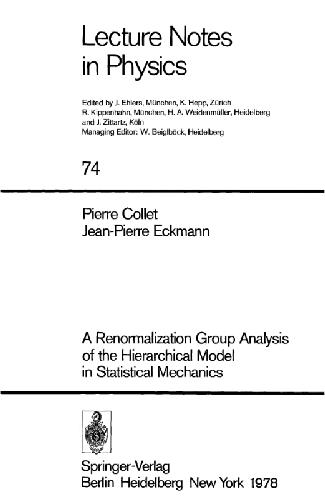 Lecture Notes
in Physics
Edited by J. Ehlers, München, K. Hepp, Zürich
R. Kippenhahn, München, H. A. Weidenmüller, Heidelberg
and J. Zittartz, Köln
Managing Editor: W. Beiglböck, Heidelberg
74
Pierre Collet
Jean-Pierre Eckmann
A Renormalization Group Analysis
of the Hierarchical Model
in Statistical Mechanics
Springer-Verlag
Berlin Heidelberg New York 1978